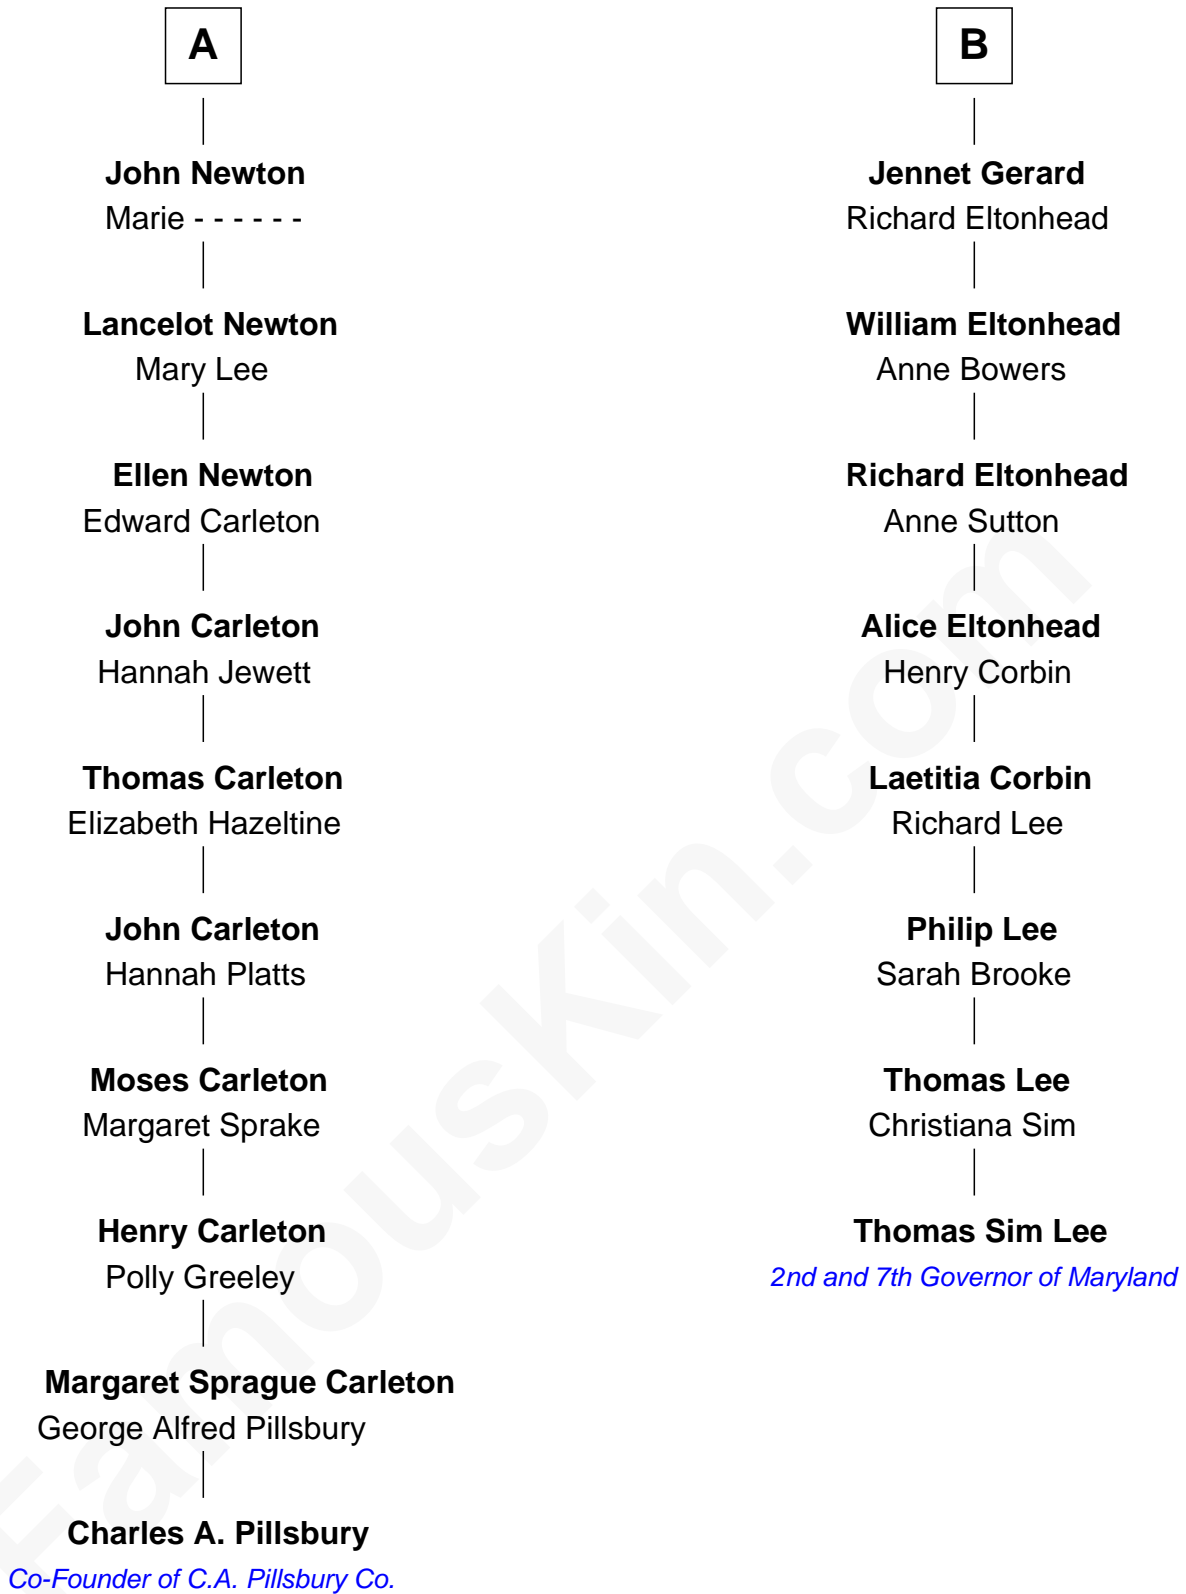 A
John Newton
Marie - - - - - -
Lancelot Newton
Mary Lee
Ellen Newton
Edward Carleton
John Carleton
Hannah Jewett
Thomas Carleton
Elizabeth Hazeltine
John Carleton
Hannah Platts
Moses Carleton
Margaret Sprake
Henry Carleton
Polly Greeley
Margaret Sprague Carleton
George Alfred Pillsbury
Charles A. Pillsbury
Co-Founder of C.A. Pillsbury Co.
B
Jennet Gerard
Richard Eltonhead
William Eltonhead
Anne Bowers
Richard Eltonhead
Anne Sutton
Alice Eltonhead
Henry Corbin
Laetitia Corbin
Richard Lee
Philip Lee
Sarah Brooke
Thomas Lee
Christiana Sim
Thomas Sim Lee
2nd and 7th Governor of Maryland
FamousKin.com